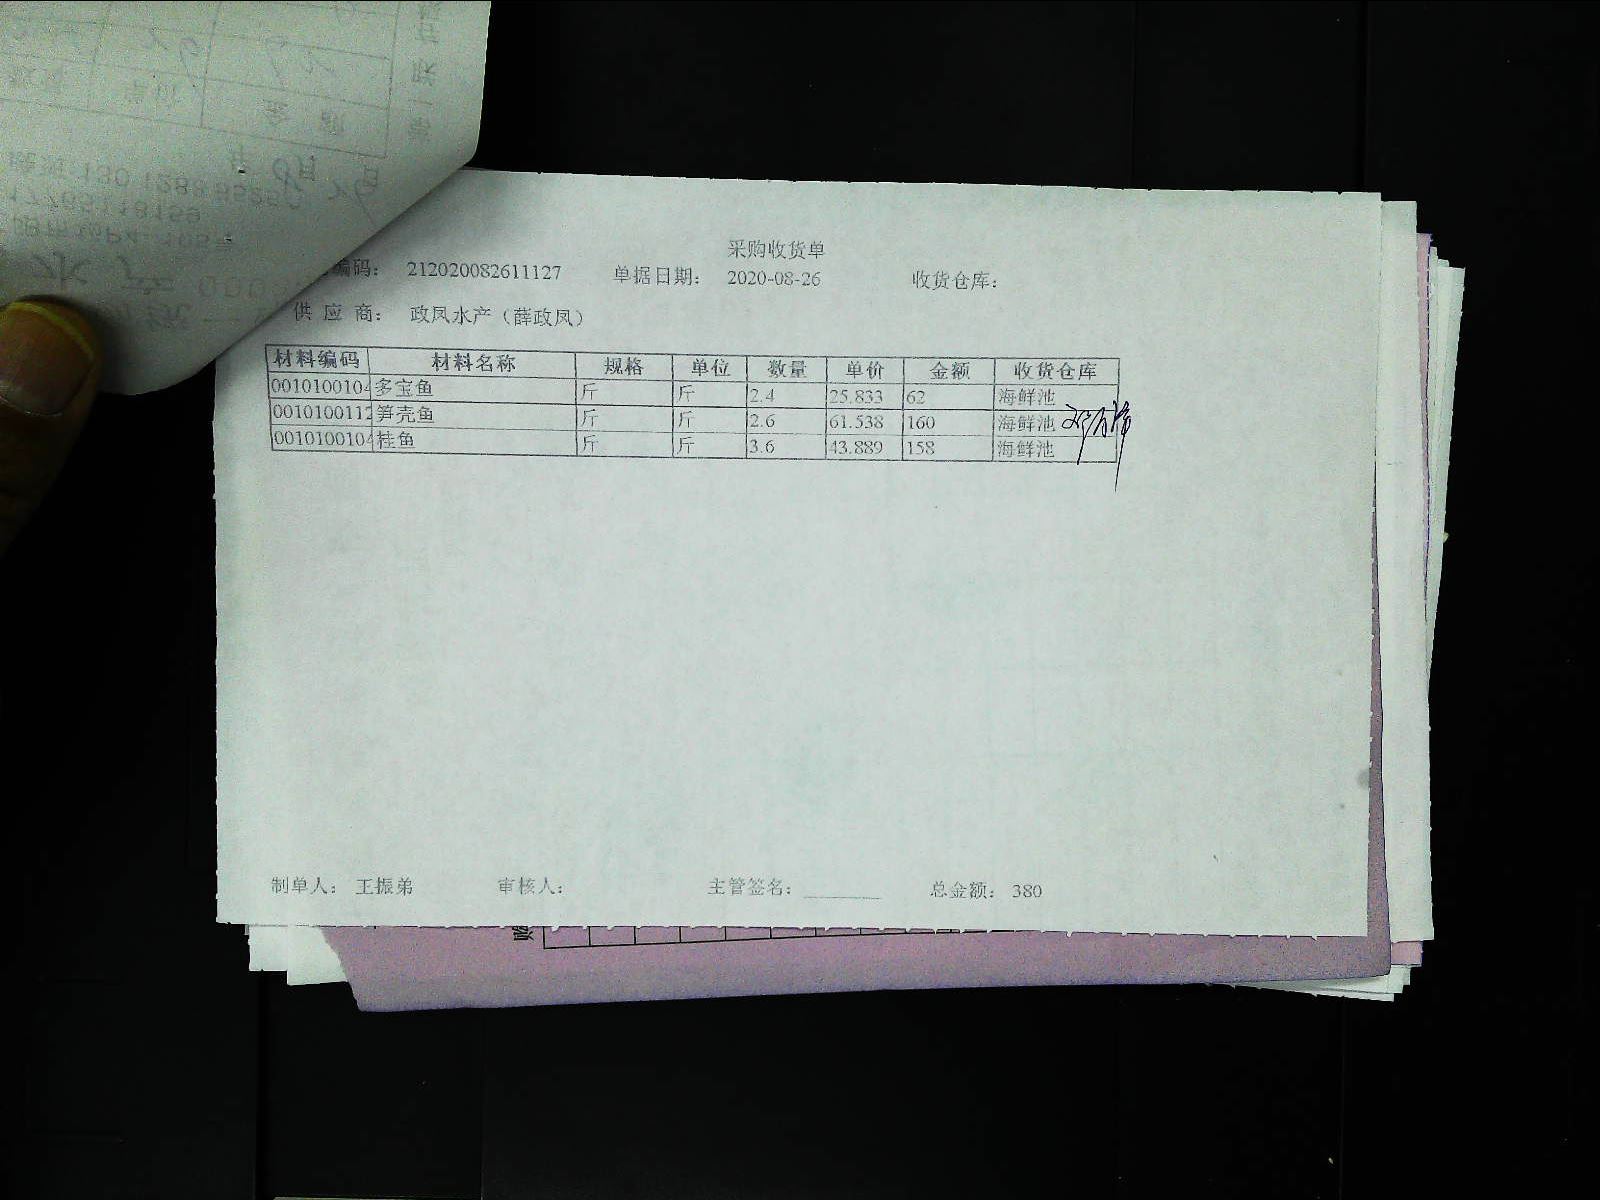 采购收货单
编码： 212020082611127 单据日期： 2020-08-26 收货仓库：
供 应 商： 政凤水产（薛政凤）
材料编码 材料名称 规格 单位 数量 单价 金额 收货仓库
0010100104 多宝鱼 斤 斤 2.4 25.833 62 海鲜池
0010100112 笋壳鱼 斤 斤 2.6 61.538 160 海鲜池
0010100104 桂鱼 斤 斤 3.6 43.889 158 海鲜池
制单人： 王振弟 审核人： 主管签名： 总金额： 380